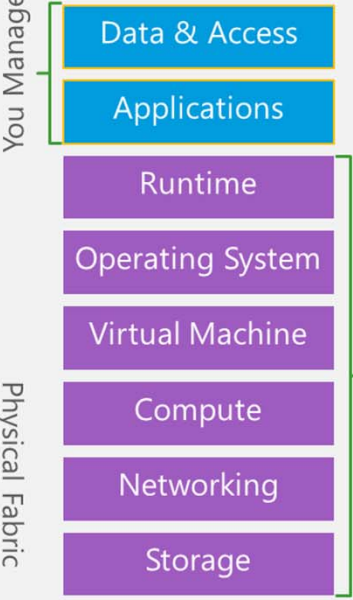 You Manage
Data & Access
Applications
Runtime
Operating System
Virtual Machine
Compute
Networking
Storage
Physical Fabric